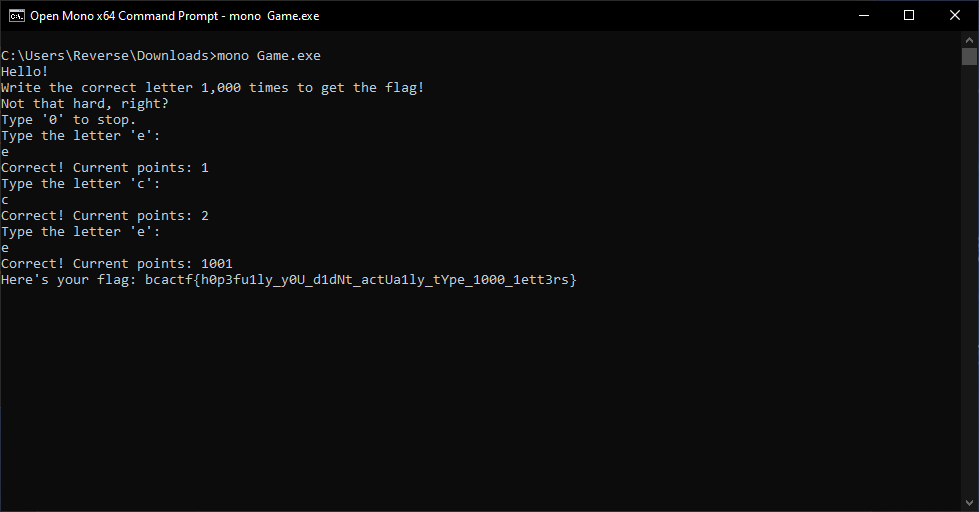 Open Mono x64 Command Prompt - mono  Game.exe
C:\Users\Reverse\Downloads>mono Game.exe
Hello!
Write the correct letter 1,000 times to get the flag!
Not that hard, right?
Type '0' to stop.
Type the letter 'e':
e
Correct! Current points: 1
Type the letter 'c':
c
Correct! Current points: 2
Type the letter 'e':
e
Correct! Current points: 1001
Here's your flag: bcactf{h0p3fu1ly_y0U_d1dNt_actUa1ly_tYpe_1000_1ett3rs}